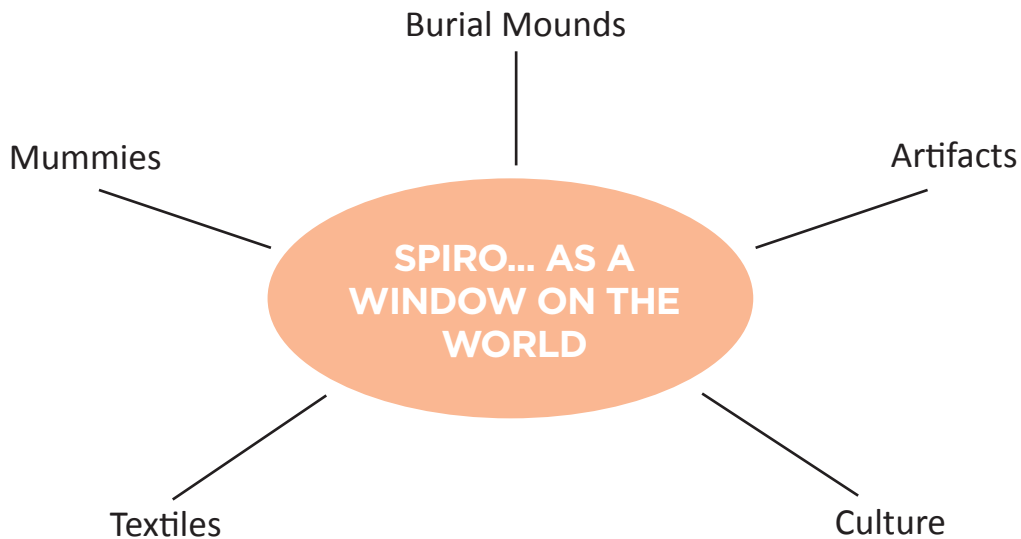 Burial Mounds
Mummies
Artifacts
SPIRO... AS A
WINDOW ON THE
WORLD
Textiles
Culture